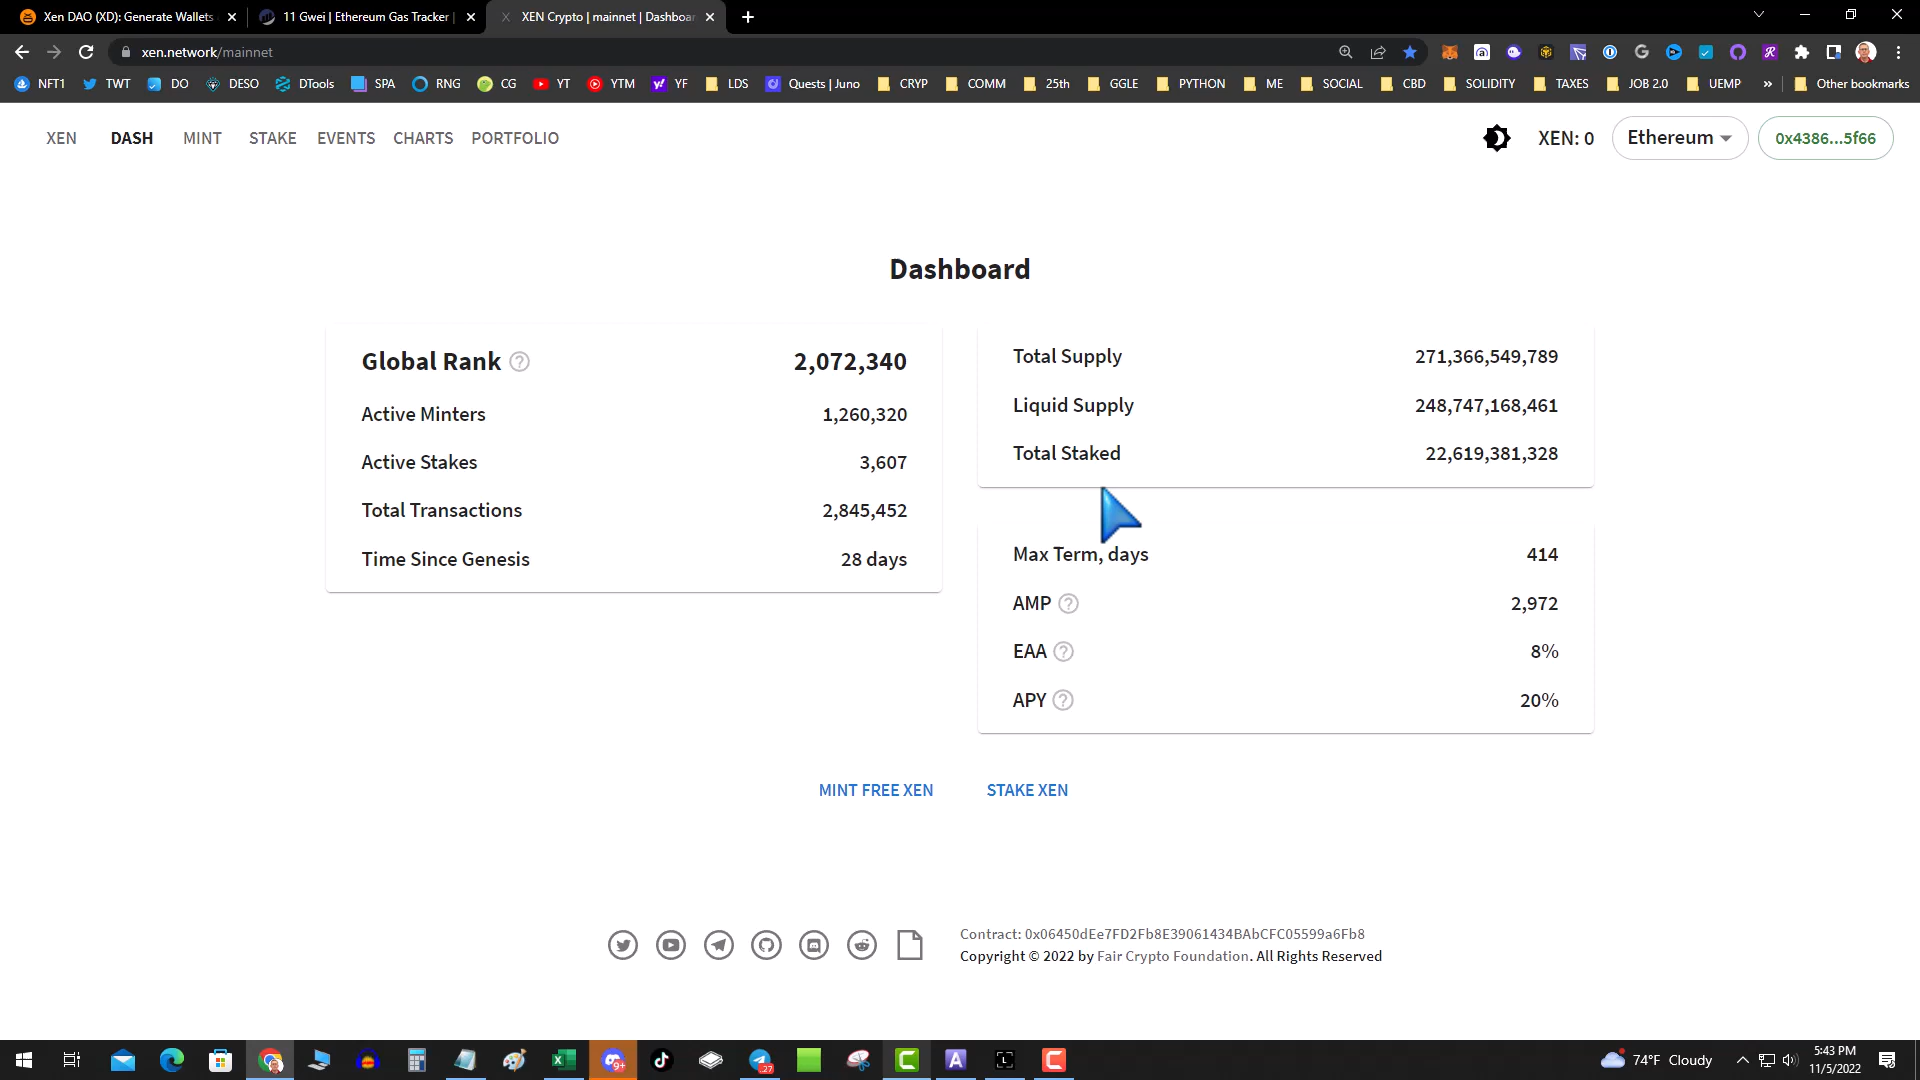 Xen DAO (XD): Generate Wallets
11 Gwei | Ethereum Gas Tracker |
XEN Crypto | mainnet | Dashboar
xen.network/mainnet
NFT1 TWT DO DESO DTools SPA RNG CG YT YTM YF LDS Quests | Juno CRYP COMM 25th GGLE PYTHON ME SOCIAL CBD SOLIDITY TAXES JOB 2.0 UEMP » Other bookmarks
XEN DASH MINT STAKE EVENTS CHARTS PORTFOLIO XEN: 0 Ethereum 0x4386...5f66
Dashboard
Global Rank ? 2,072,340
Active Minters 1,260,320
Active Stakes 3,607
Total Transactions 2,845,452
Time Since Genesis 28 days
Total Supply 271,366,549,789
Liquid Supply 248,747,168,461
Total Staked 22,619,381,328
Max Term, days 414
AMP ? 2,972
EAA ? 8%
APY ? 20%
MINT FREE XEN STAKE XEN
Contract: 0x06450dEe7FD2Fb8E39061434BAbCFC05599a6Fb8
Copyright © 2022 by Fair Crypto Foundation. All Rights Reserved
74°F Cloudy
5:43 PM
11/5/2022